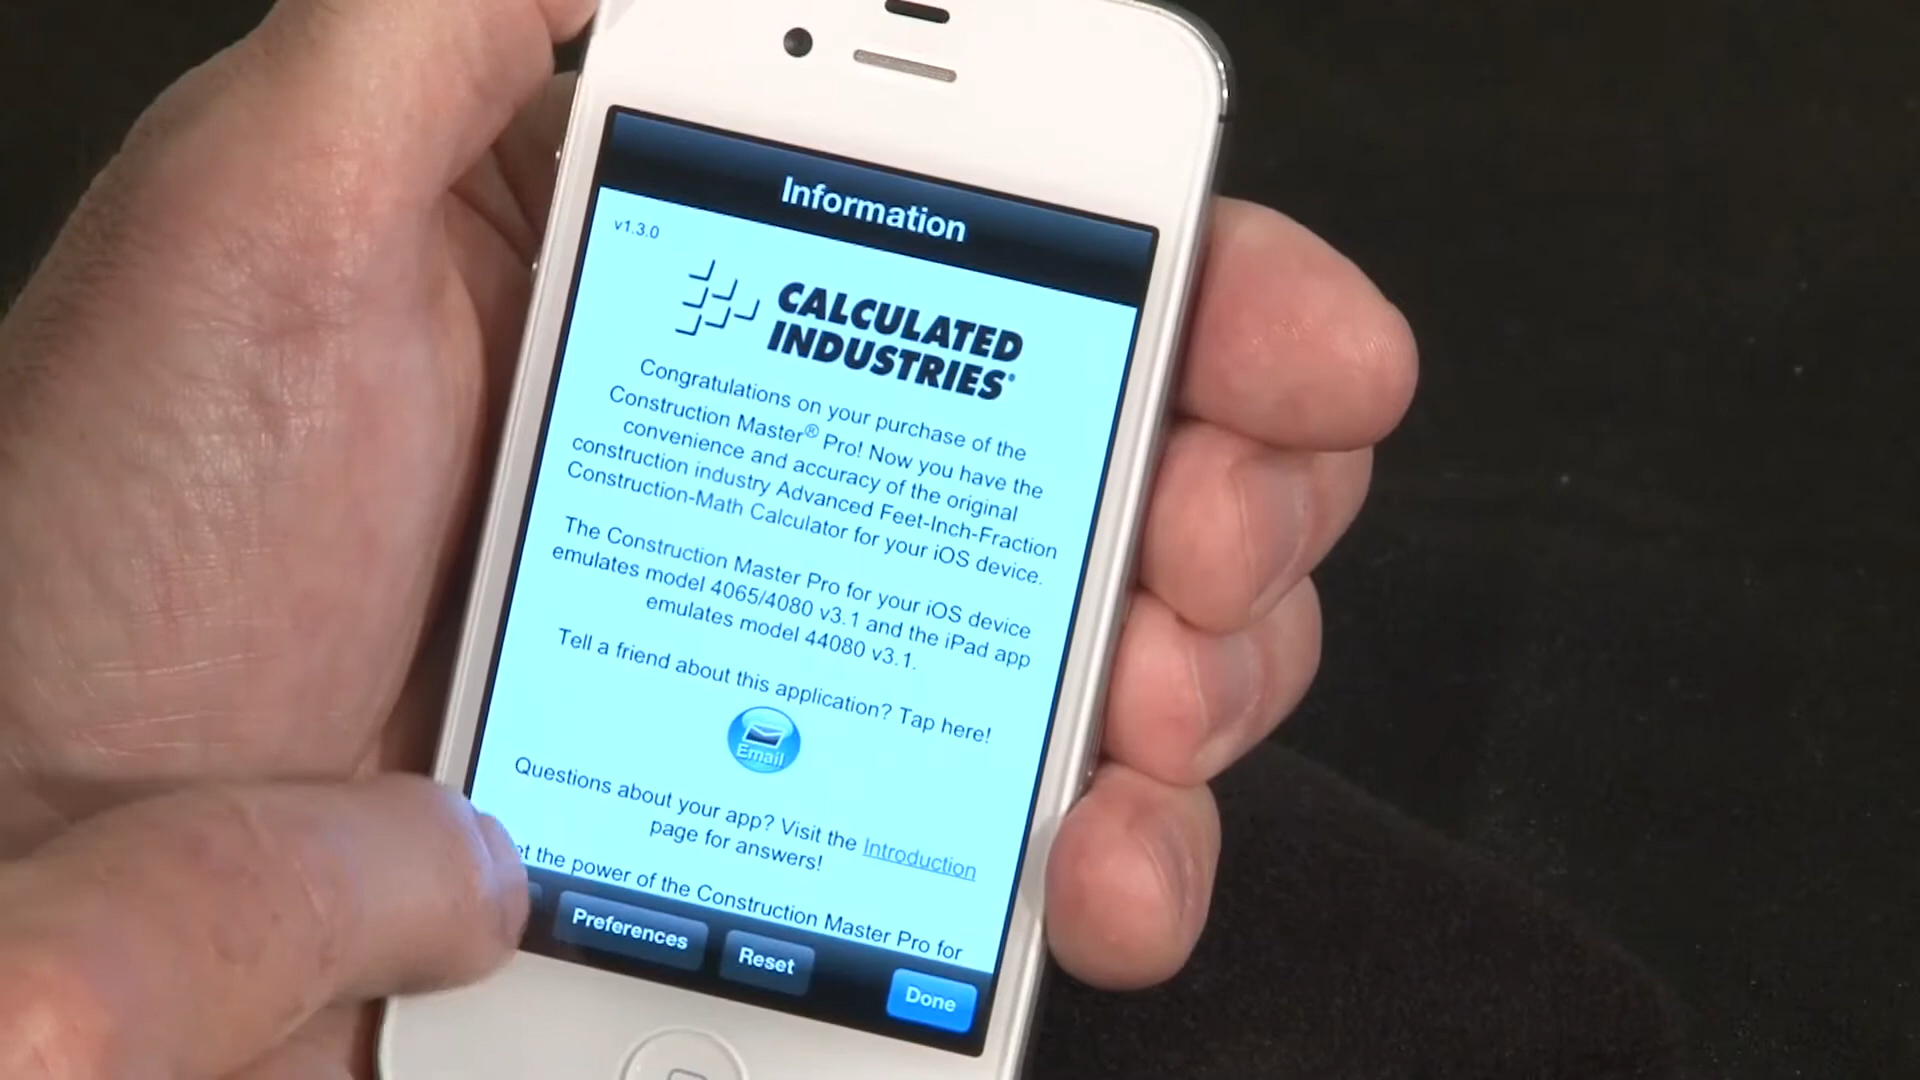 Information
v1.3.0
CALCULATED
INDUSTRIES®
Congratulations on your purchase of the
Construction Master® Pro! Now you have the
convenience and accuracy of the original
construction industry Advanced Feet-Inch-Fraction
Construction-Math Calculator for your iOS device.
The Construction Master Pro for your iOS device
emulates model 4065/4080 v3.1 and the iPad app
emulates model 44080 v3.1.
Tell a friend about this application? Tap here!
Email
Questions about your app? Visit the Introduction
page for answers!
the power of the Construction Master Pro for
Preferences
Reset
Done